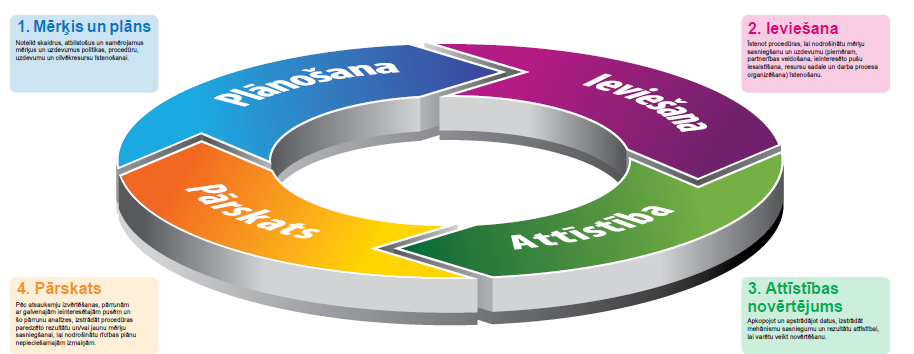 1. Mērķis un plāns
Noteikt skaidrus, atbilstošus un samērojamus
mērķus un uzdevumus politikas, procedūru,
uzdevumu un cilvēkresursu īstenošanai.
2. Ieviešana
Īstenot procedūras, lai nodrošinātu mērķu
sasniegšanu un uzdevumu (piemēram,
partnerības veidošana, ieinteresēto pušu
iesaistīšana, resursu sadale un darba procesa
organizēšana) īstenošanu.
Plānošana
Ieviešana
Pārskats
Attīstība
4. Pārskats
Pēc atsauksmju izvērtēšanas, pārrunām
ar galvenajām ieinteresētajām pusēm un
šo pārrunu analīzes, izstrādāt procedūras
paredzēto rezultātu un/vai jaunu mērķu
sasniegšanai, lai nodrošinātu rīcības plānu
nepieciešamajām izmaiņām.
3. Attīstības
novērtējums
Apkopojot un apstrādājot datus, izstrādāt
mehānismu sasniegumu un rezultātu attīstībai,
lai varētu veikt novērtēšanu.